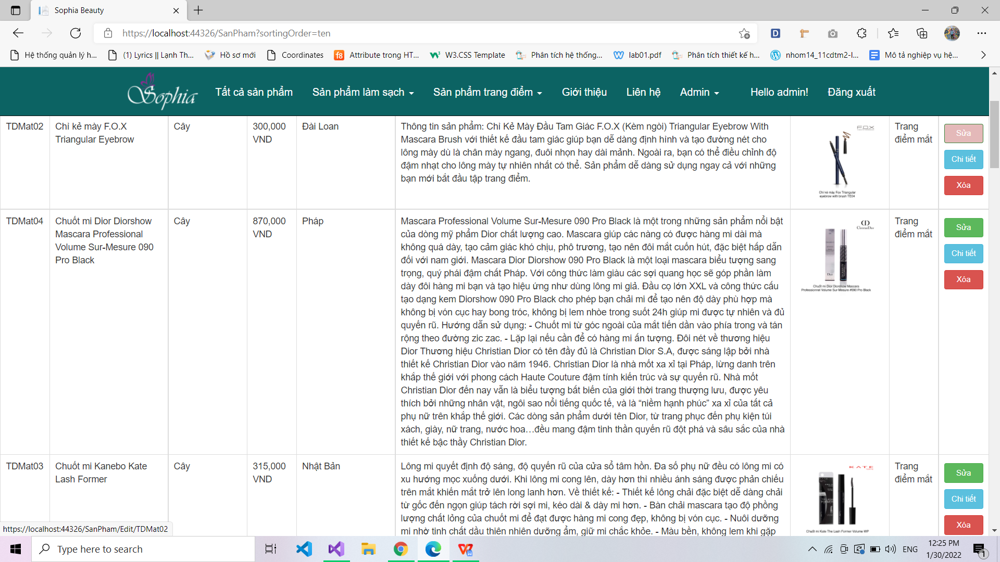 Sophia Beauty
https://localhost:44326/SanPham?sortingOrder=ten
Hệ thống quản lý h...
(1) Lyrics || Lạnh Th...
Hồ sơ mới
Coordinates
Attribute trong HT...
W3.CSS Template
Phân tích hệ thống...
lab01.pdf
Phân tích thiết kế h...
nhom14_11cdtm2-l...
Mô tả nghiệp vụ hệ...
Sophia
Tất cả sản phẩm
Sản phẩm làm sạch
Sản phẩm trang điểm
Giới thiệu
Liên hệ
Admin
Hello admin!
Đăng xuất
TDMat02
Chì kẻ mày F.O.X
Triangular Eyebrow
Cây
300,000
VND
Đài Loan
Thông tin sản phẩm: Chì Kẻ Mày Đầu Tam Giác F.O.X (Kèm ngòi) Triangular Eyebrow With
Mascara Brush với thiết kế đầu tam giác giúp bạn dễ dàng định hình và tạo đường nét cho
lông mày dù là chân mày ngang, đuôi nhọn hay dài mảnh. Ngoài ra, bạn có thể điều chỉnh độ
đậm nhạt cho lông mày tự nhiên nhất có thể. Sản phẩm dễ dàng sử dụng ngay cả với những
bạn mới bắt đầu tập trang điểm.
FOX
Chì kẻ mày Fox Triangular
eyebrow with brush TE04
Trang
điểm mắt
Sửa
Chi tiết
Xóa
TDMat04
Chuốt mi Dior Diorshow
Mascara Professional
Volume Sur-Mesure 090
Pro Black
Cây
870,000
VND
Pháp
Mascara Professional Volume Sur-Mesure 090 Pro Black là một trong những sản phẩm nổi bật
của dòng mỹ phẩm Dior chất lượng cao. Mascara giúp các nàng có được hàng mi dài mà
không quá dày, tạo cảm giác khó chịu, phô trương, tạo nên đôi mắt cuốn hút, đặc biệt hấp dẫn
đối với nam giới. Mascara Dior Diorshow 090 Pro Black là một loại mascara biểu tượng sang
trọng, quý phái đậm chất Pháp. Với công thức làm giàu các sợi quang học sẽ góp phần làm
dày đôi hàng mi bạn và tạo hiệu ứng như dùng lông mi giả. Đầu cọ lớn XXL và công thức cấu
tạo dạng kem Diorshow 090 Pro Black cho phép bạn chải mi để tạo nên độ dày phù hợp mà
không bị vón cục hay bong tróc, không bị lem nhòe trong suốt 24h giúp mi được tự nhiên và đủ
quyến rũ. Hướng dẫn sử dụng: - Chuốt mi từ góc ngoài của mắt tiến dần vào phía trong và tán
rộng theo đường zic zac. - Lặp lại nếu cần để có hàng mi ấn tượng. Đôi nét về thương hiệu
Dior Thương hiệu Christian Dior có tên đầy đủ là Christian Dior S.A, được sáng lập bởi nhà
thiết kế Christian Dior vào năm 1946. Christian Dior là nhà mốt xa xỉ tại Pháp, lừng danh trên
khắp thế giới với phong cách Haute Couture đậm tính kiến trúc và sự quyến rũ. Nhà mốt
Christian Dior đến nay vẫn là biểu tượng bất biến của giới thời trang thượng lưu, được yêu
thích bởi những nhân vật, ngôi sao nổi tiếng quốc tế, và là “niềm hạnh phúc” xa xỉ của tất cả
phụ nữ trên khắp thế giới. Các dòng sản phẩm dưới tên Dior, từ trang phục đến phụ kiện túi
xách, giày, nữ trang, nước hoa…đều mang đậm tinh thần quyến rũ đột phá và sâu sắc của nhà
thiết kế bậc thầy Christian Dior.
CD
ChristianDior
Dior
Chuốt mi Dior Diorshow Mascara
Professionnel Volume Sur-Mesure #090 Pro Black
Trang
điểm mắt
Sửa
Chi tiết
Xóa
TDMat03
Chuốt mi Kanebo Kate
Lash Former
Cây
315,000
VND
Nhật Bản
Lông mi quyết định độ sáng, độ quyến rũ của cửa sổ tâm hồn. Đa số phụ nữ đều có lông mi có
xu hướng mọc xuống dưới. Khi lông mi cong lên, dày hơn thì nhiều ánh sáng được phản chiếu
trên mắt khiến mắt trở lên long lanh hơn. Về thiết kế: - Thiết kế lông chải đặc biệt dễ dàng chải
từ gốc đến ngọn giúp tách rời sợi mi, kéo dài & dày mi hơn. - Bàn chải mascara tạo độ phồng
lượng chất lỏng của chuốt mi để đạt được hàng mi cong đẹp, không bị vón cục. - Nuôi dưỡng
mi nhờ tinh chất dầu thiên nhiên dưỡng ẩm, giữ mi chắc khỏe. - Màu bền, không lem khi gặp
KATE
Chuốt mi Kate The Lash Former Volume WP
Trang
điểm mắt
Sửa
Chi tiết
Xóa
https://localhost:44326/SanPham/Edit/TDMat02
Type here to search
ENG
12:25 PM
1/30/2022
1